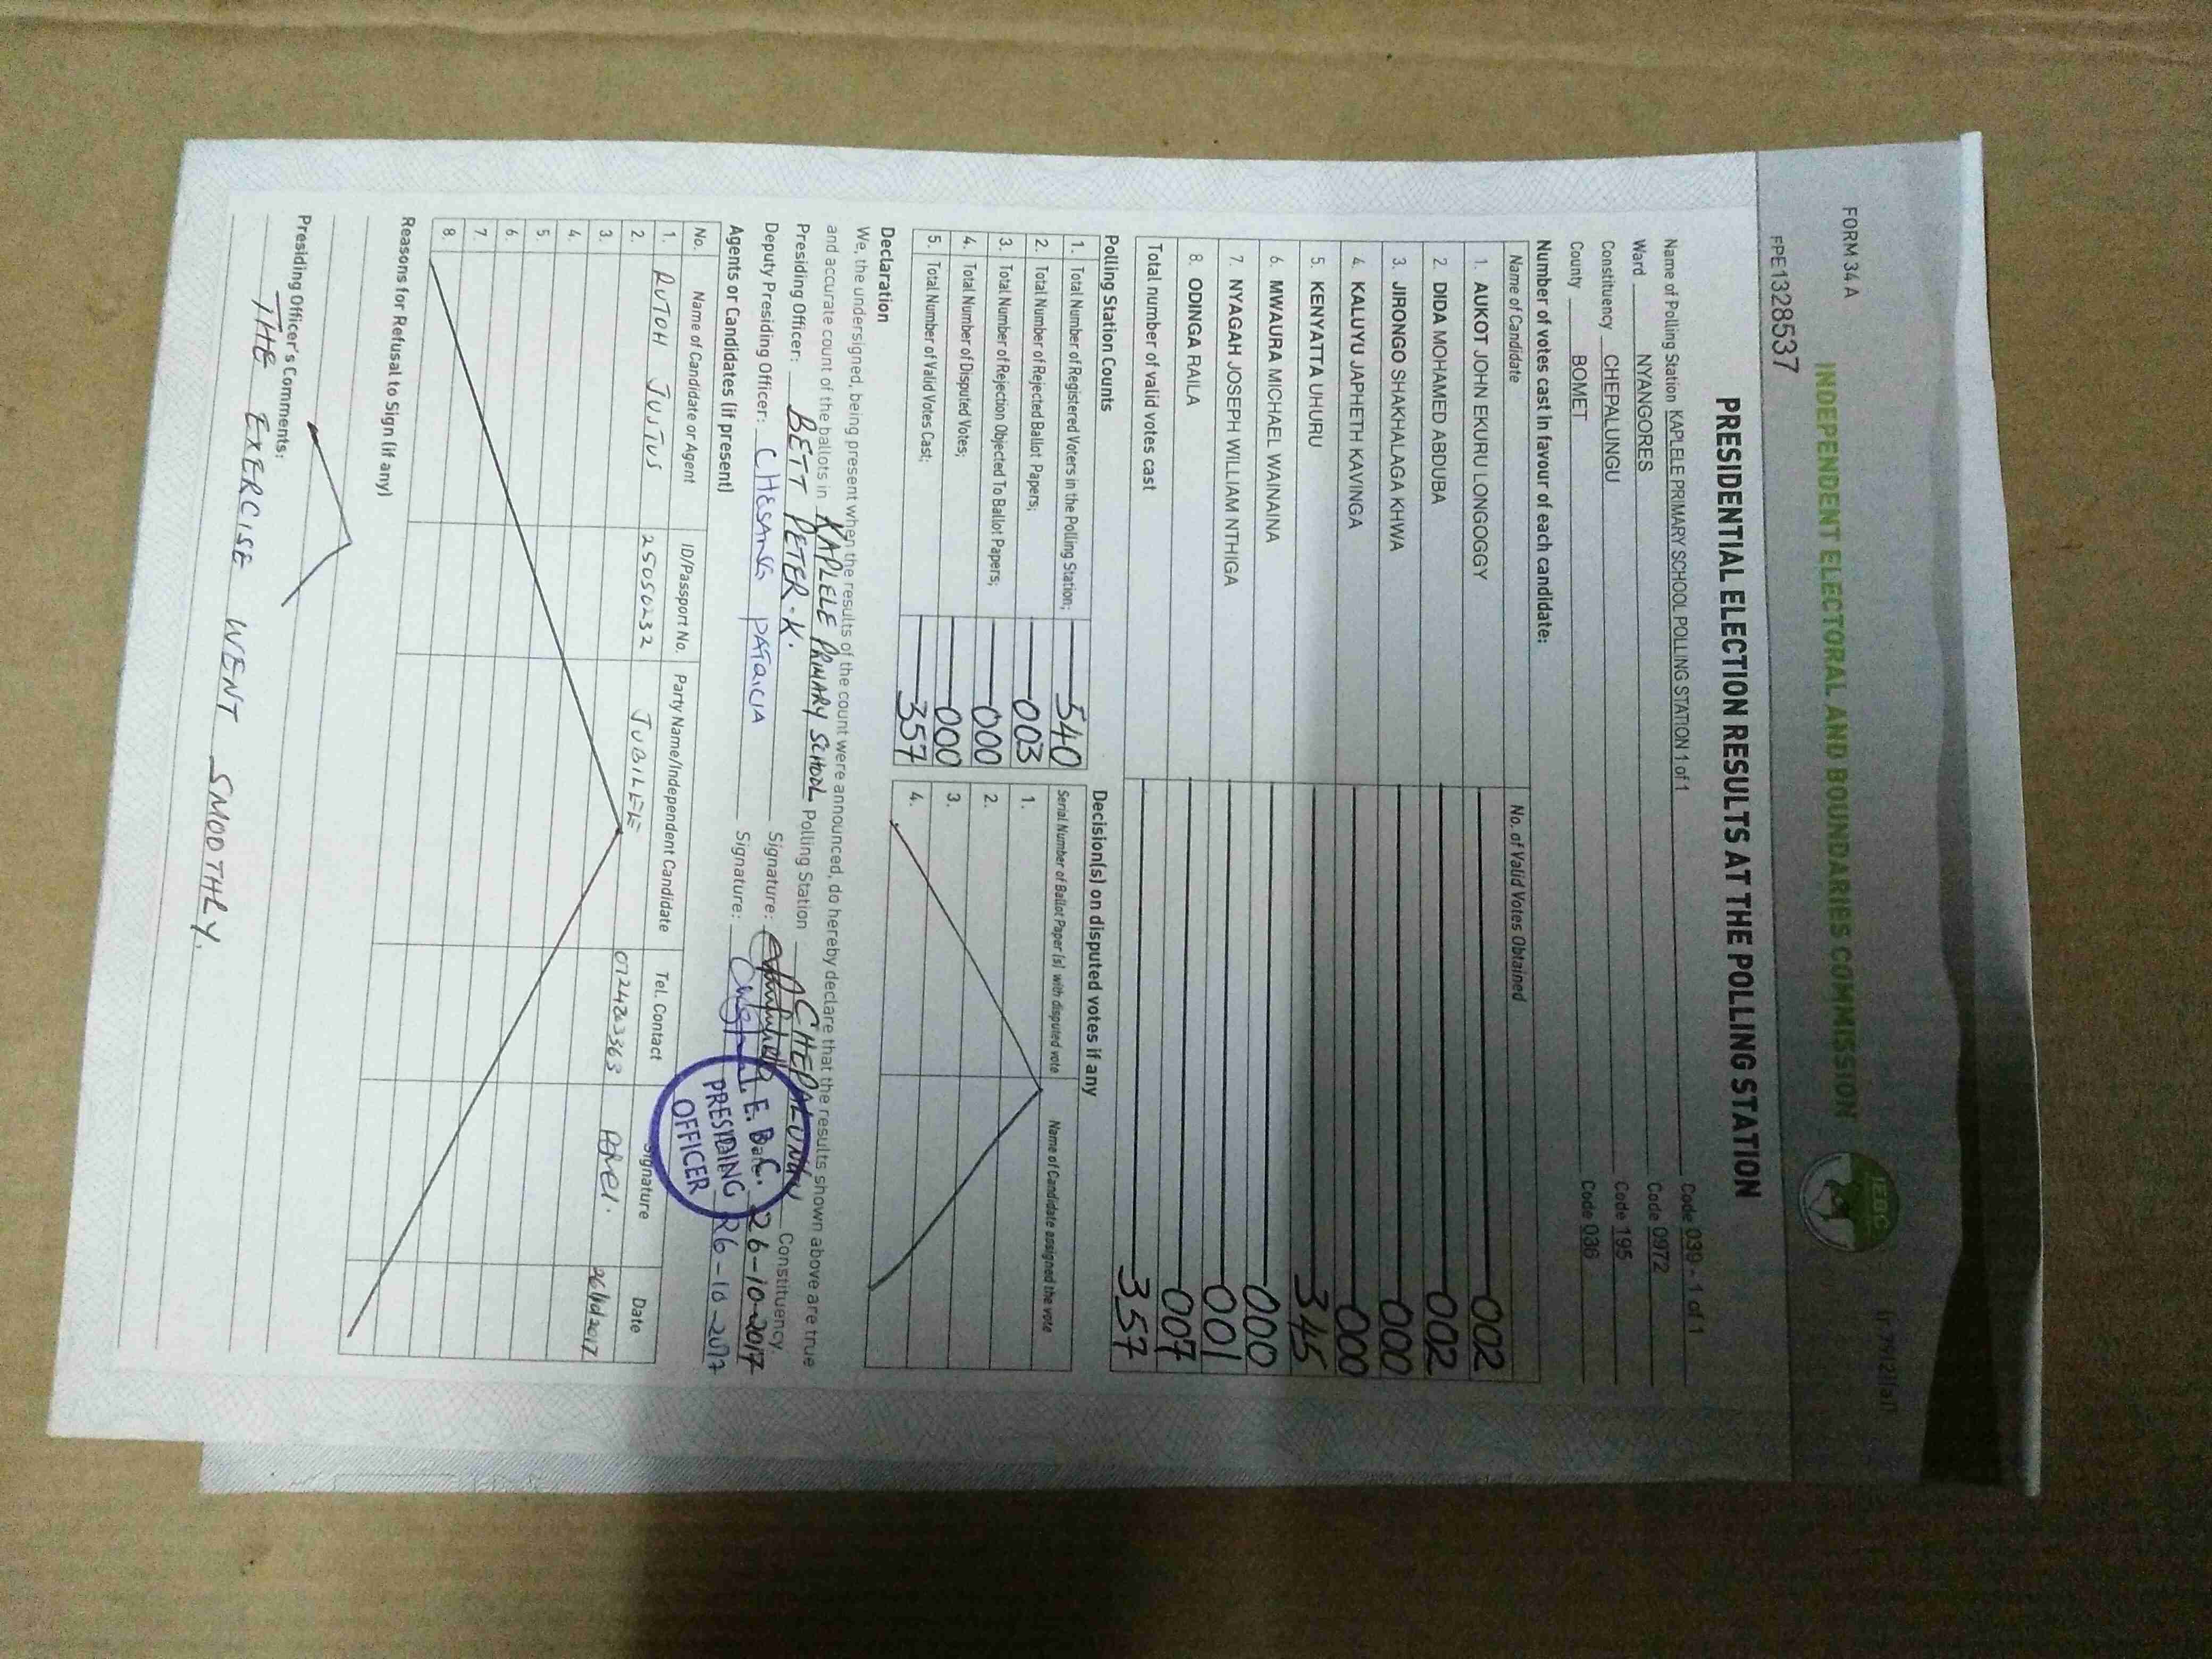 FORM 34 A
INDEPENDENT ELECTORAL AND BOUNDARIES COMMISSION
IEBC
FPE1328537
PRESIDENTIAL ELECTION RESULTS AT THE POLLING STATION
Name of Polling Station KAPLELE PRIMARY SCHOOL POLLING STATION 1 of 1 Code 039 - 1 of 1
Ward NYANGORES Code 0972
Constituency CHEPALUNGU Code 195
County BOMET Code 036
Number of votes cast in favour of each candidate:
Name of Candidate No. of Valid Votes Obtained
1. AUKOT JOHN EKURU LONGOGGY 002
2. DIDA MOHAMED ABDUBA 002
3. JIRONGO SHAKHALAGA KHWA 000
4. KALUYU JAPHETH KAVINGA 000
5. KENYATTA UHURU 345
6. MWAURA MICHAEL WAINAINA 000
7. NYAGAH JOSEPH WILLIAM NTHIGA 001
8. ODINGA RAILA 007
Total number of valid votes cast 357
Polling Station Counts
1. Total Number of Registered Voters in the Polling Station; 540
2. Total Number of Rejected Ballot Papers; 003
3. Total Number of Rejection Objected To Ballot Papers; 000
4. Total Number of Disputed Votes; 000
5. Total Number of Valid Votes Cast; 357
Decision(s) on disputed votes if any
Serial Number of Ballot Paper (s) with disputed vote Name of Candidate assigned the vote
1.
2.
3.
4.
Declaration
We, the undersigned, being present when the results of the count were announced, do hereby declare that the results shown above are true
and accurate count of the ballots in KAPLELE PRIMARY SCHOOL Polling Station CHEPALUNGU Constituency.
Presiding Officer: BETT PETER.K. Signature: Date: 26-10-2017
Deputy Presiding Officer: CHESANG PATRICIA Signature: 26-10-2017
I.E.B.C.
PRESIDING
OFFICER
Agents or Candidates (if present)
No. Name of Candidate or Agent ID/Passport No. Party Name/Independent Candidate Tel. Contact Signature Date
1. RUTOH JUSTUS 25050232 JUBILEE 26/10/2017
2.
3.
4.
5.
6.
7.
8.
Reasons for Refusal to Sign (if any)
Presiding Officer's Comments:
THE EXERCISE WENT SMOOTHLY.